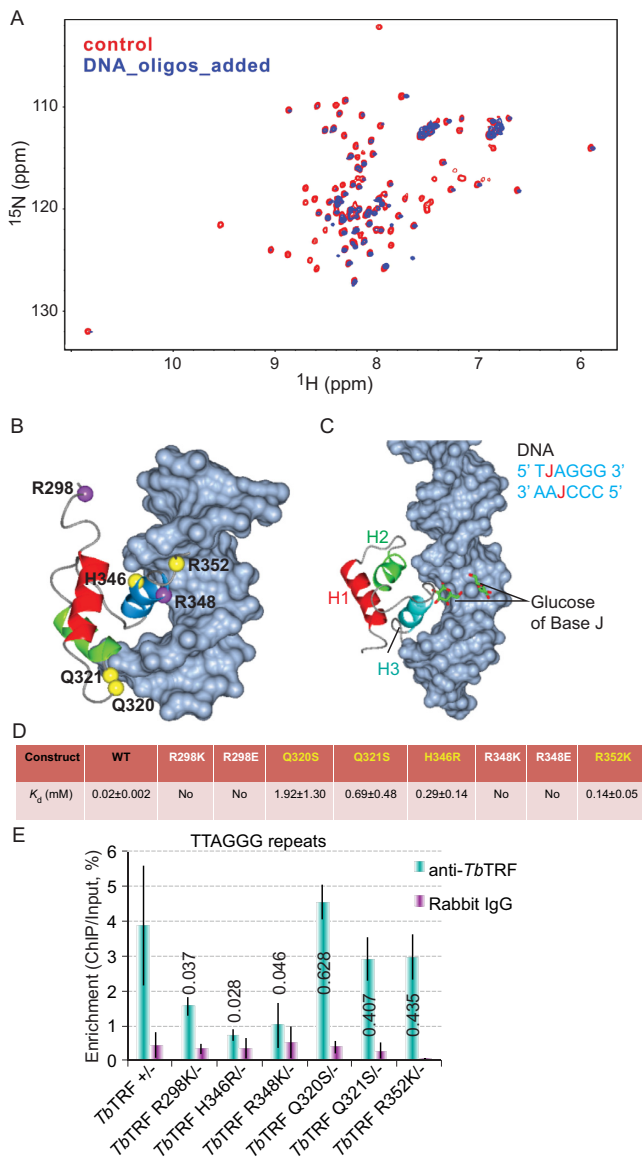 A
control
DNA_oligos_added
110
120
130
15N (ppm)
10 9 8 7 6
1H (ppm)
B
R298
H346
R352
R348
Q321
Q320
C
DNA
5' TJAGGG 3'
3' AAJCCC 5'
H2
H1
H3
Glucose
of Base J
D
Construct WT R298K R298E Q320S Q321S H346R R348K R348E R352K
Kd (mM) 0.02±0.002 No No 1.92±1.30 0.69±0.48 0.29±0.14 No No 0.14±0.05
E
TTAGGG repeats
anti-TbTRF
Rabbit IgG
Enrichment (ChIP/Input, %)
6
5
4
3
2
1
0
0.037
0.028
0.046
0.628
0.407
0.435
TbTRF +/-
TbTRF R298K/-
TbTRF H346R/-
TbTRF R348K/-
TbTRF Q320S/-
TbTRF Q321S/-
TbTRF R352K/-